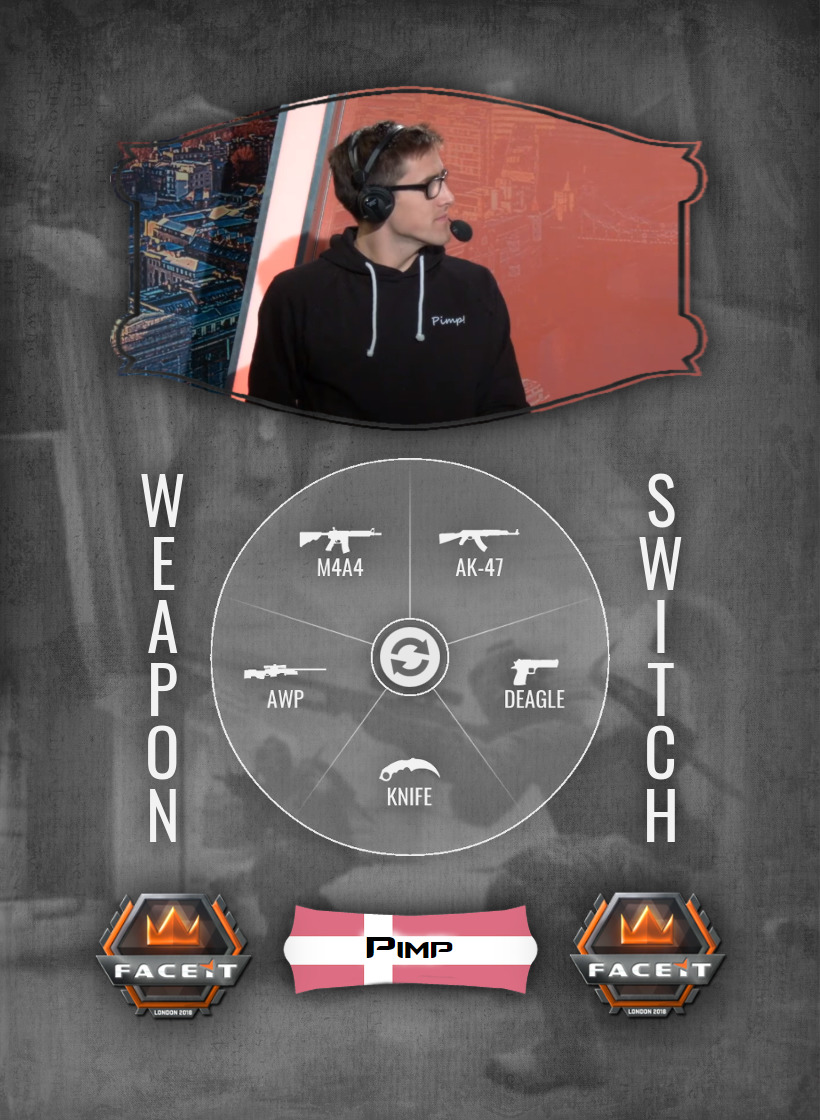 Pimp!
WEAPON
SWITCH
M4A4
AK-47
AWP
DEAGLE
KNIFE
FACEIT
LONDON 2018
PIMP
FACEIT
LONDON 2018